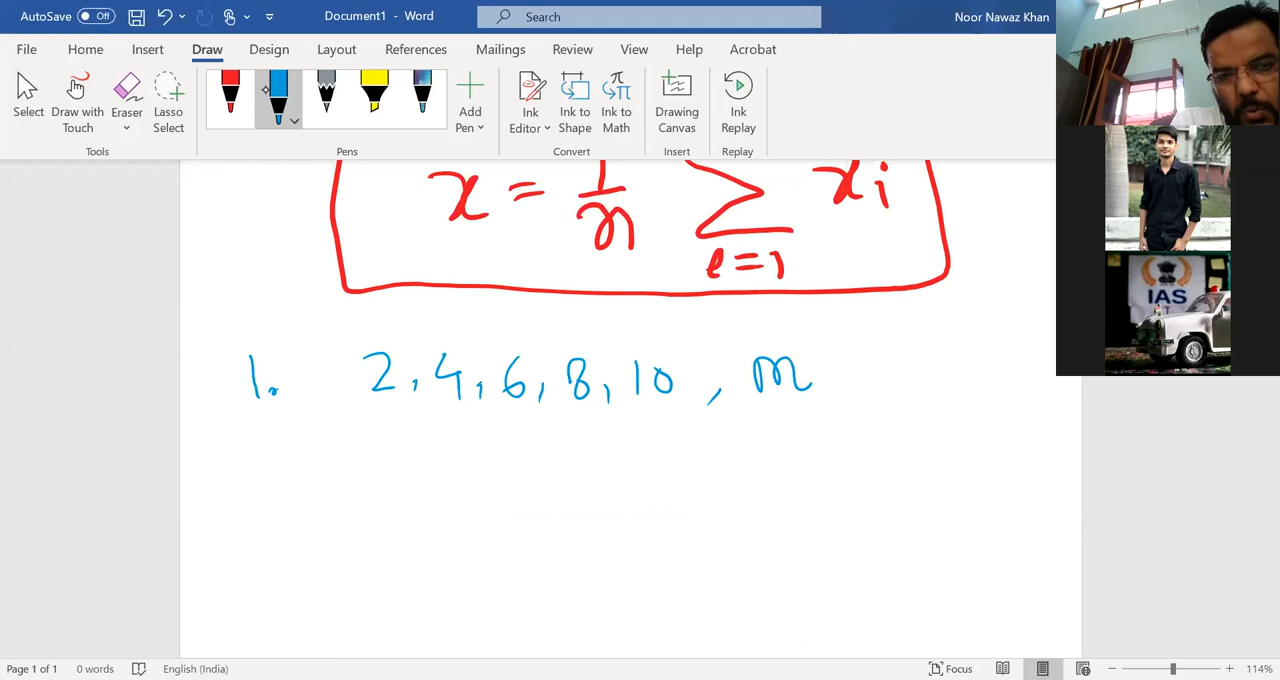 AutoSave Off Document1 - Word Search Noor Nawaz Khan
File Home Insert Draw Design Layout References Mailings Review View Help Acrobat
Select Draw with Touch Eraser Lasso Select Add Pen Ink Editor Ink to Shape Ink to Math Drawing Canvas Ink Replay
Tools Pens Convert Insert Replay
x = 1/n ∑ i=1 xi
1. 2, 4, 6, 8, 10, m
IAS
Page 1 of 1 0 words English (India) Focus 114%